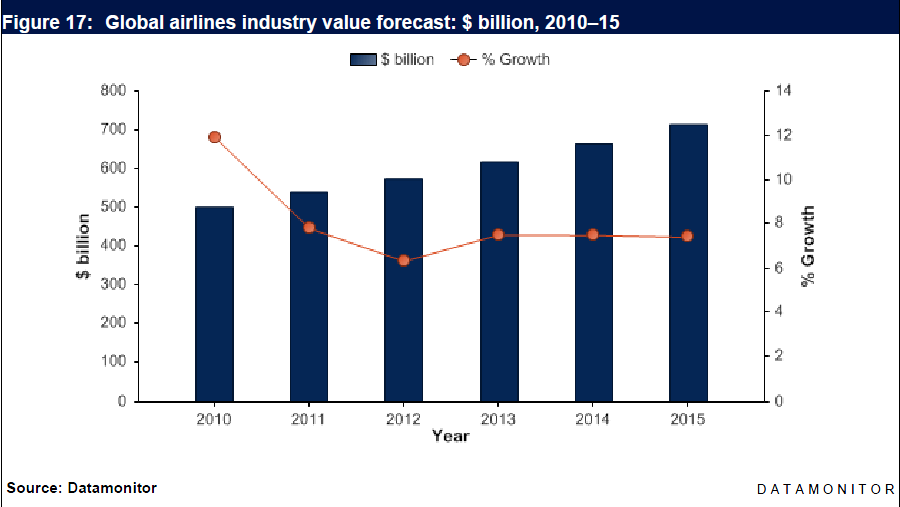 Figure 17: Global airlines industry value forecast: $ billion, 2010–15
$ billion % Growth
800 14
700 12
600 10
500 8
400 6
300 4
200 2
100 0
0
$ billion
% Growth
2010 2011 2012 2013 2014 2015
Year
Source: Datamonitor
DATAMONITOR